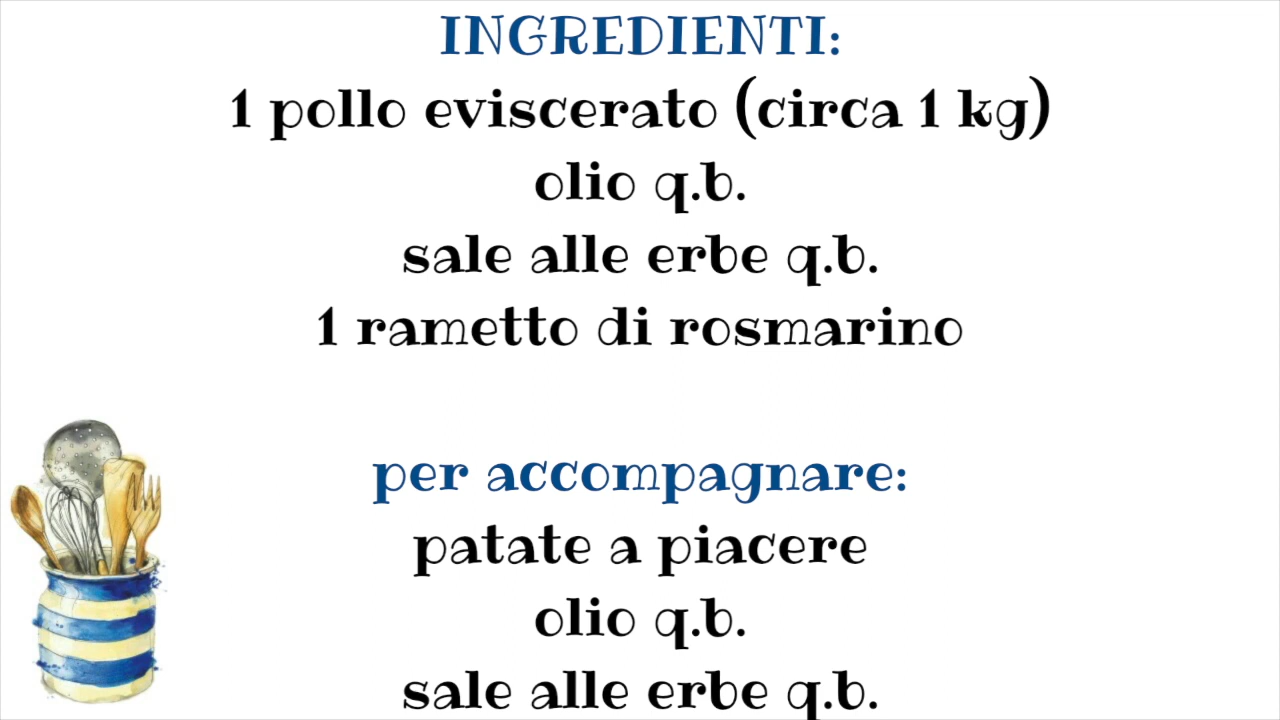 INGREDIENTI:
1 pollo eviscerato (circa 1 kg)
olio q.b.
sale alle erbe q.b.
1 rametto di rosmarino
per accompagnare:
patate a piacere
olio q.b.
sale alle erbe q.b.